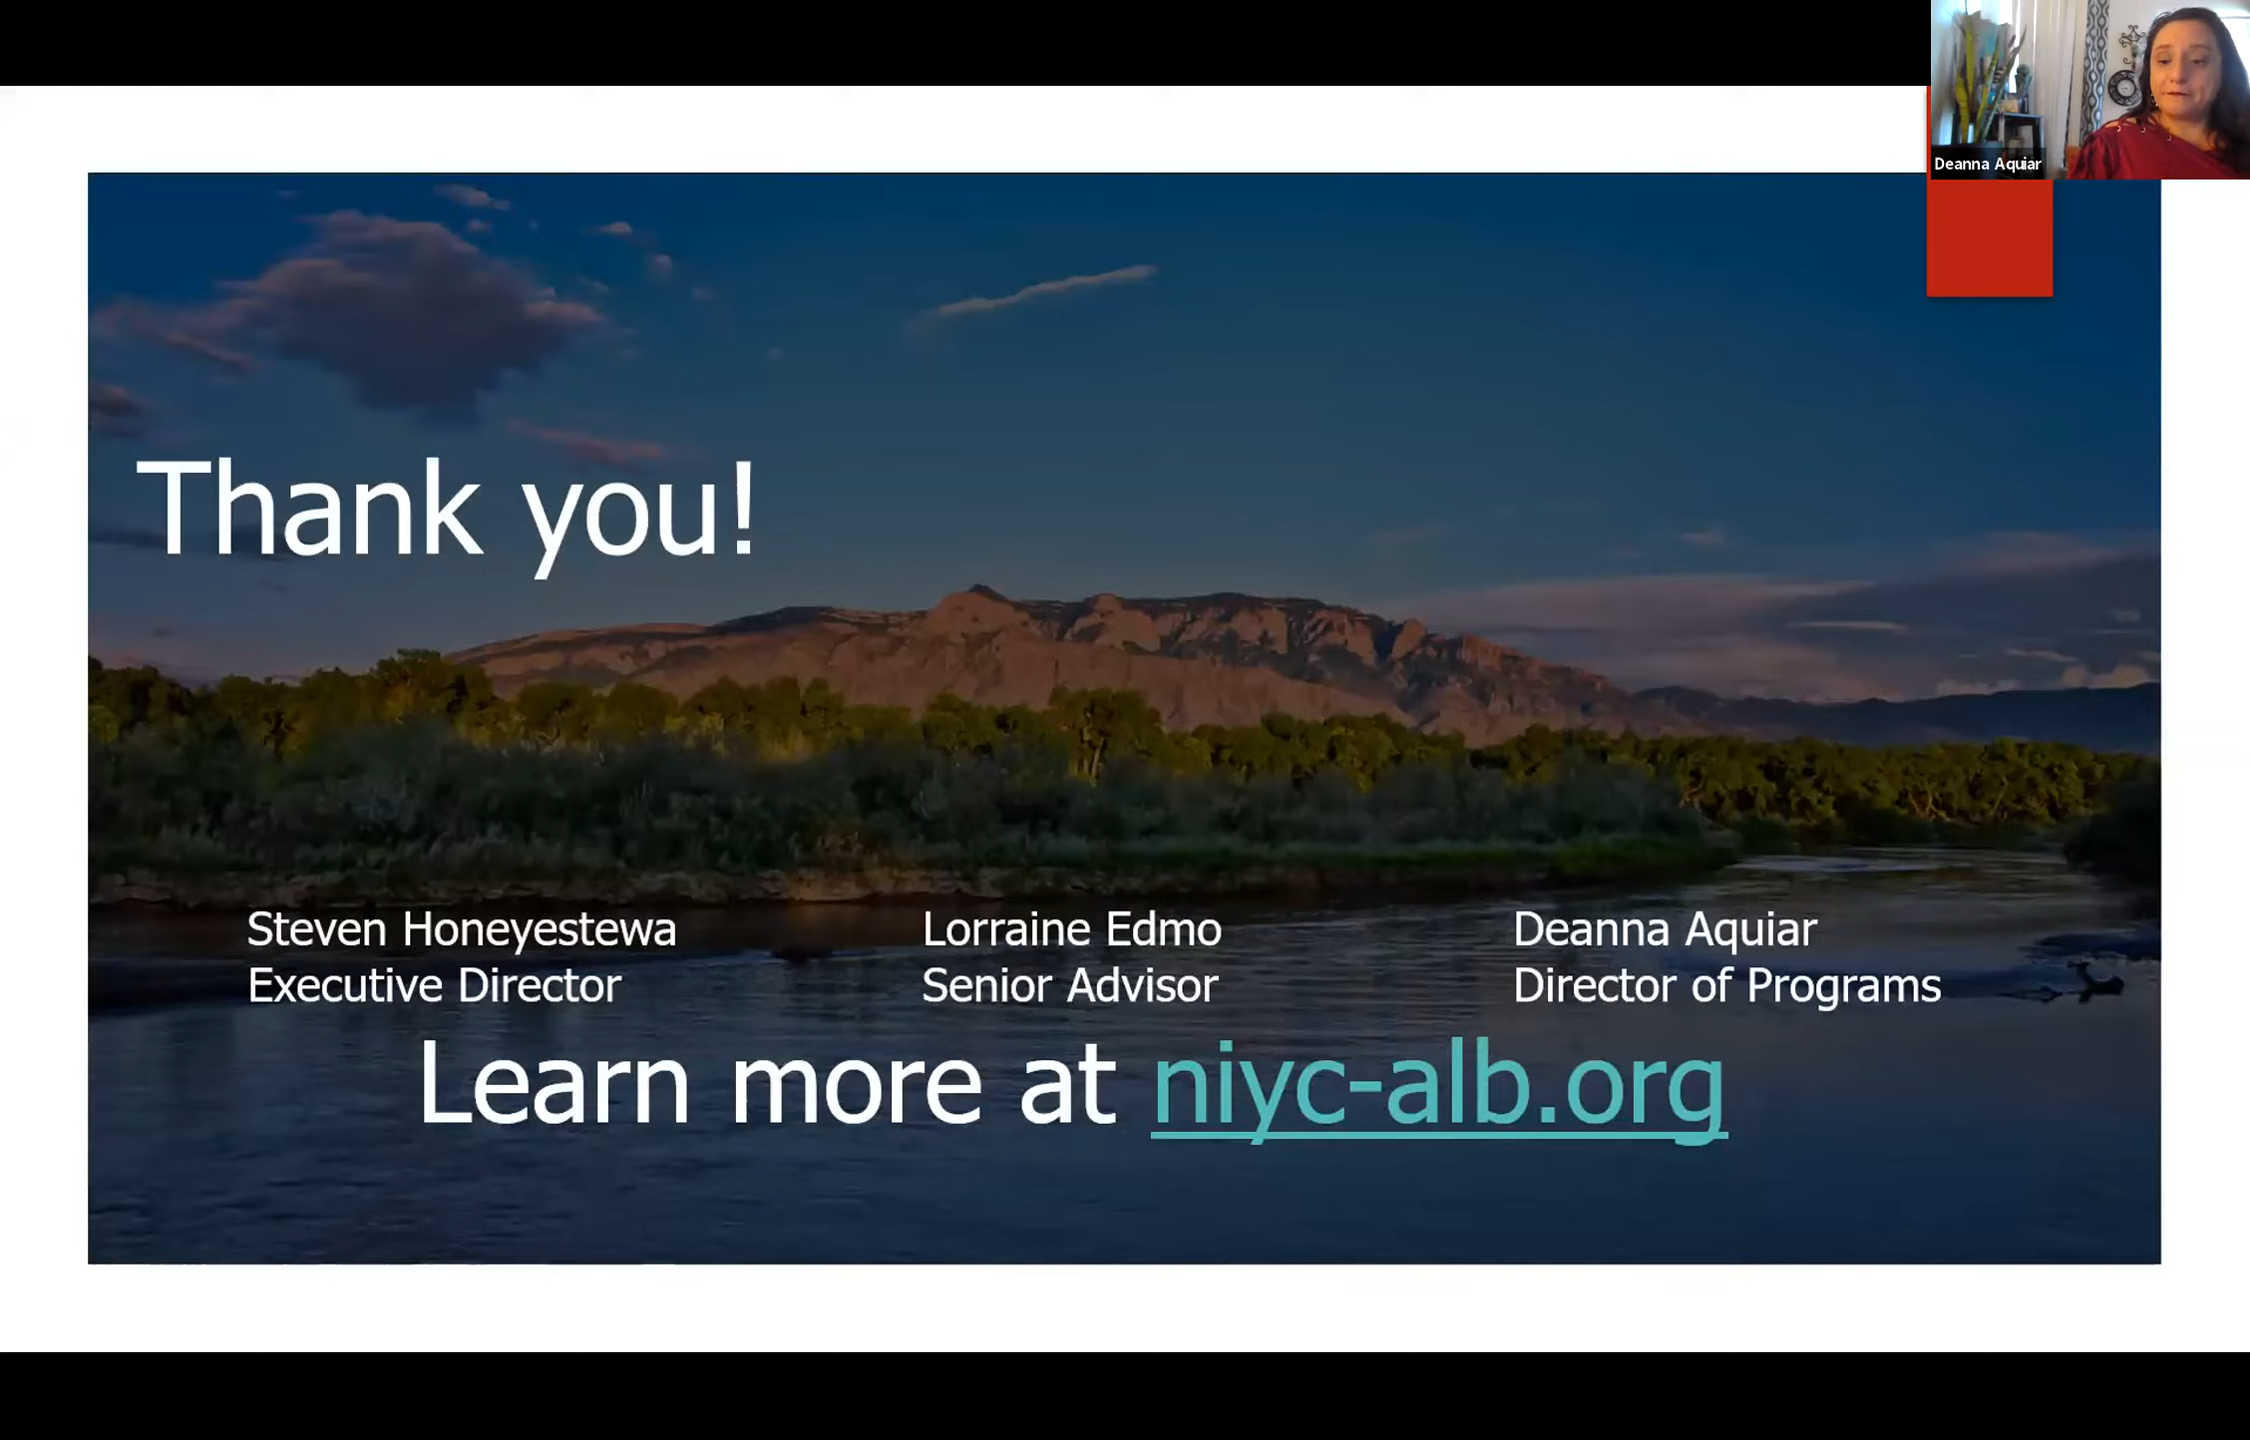 Deanna Aquiar
Thank you!
Steven Honeyestewa
Executive Director
Lorraine Edmo
Senior Advisor
Deanna Aquiar
Director of Programs
Learn more at niyc-alb.org